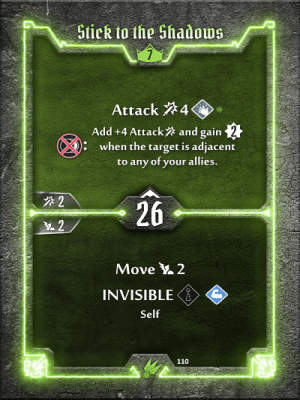 Stick to the Shadows
7
Attack 4
: Add +4 Attack and gain 2
when the target is adjacent
to any of your allies.
2
26
2
Move 2
INVISIBLE
Self
110